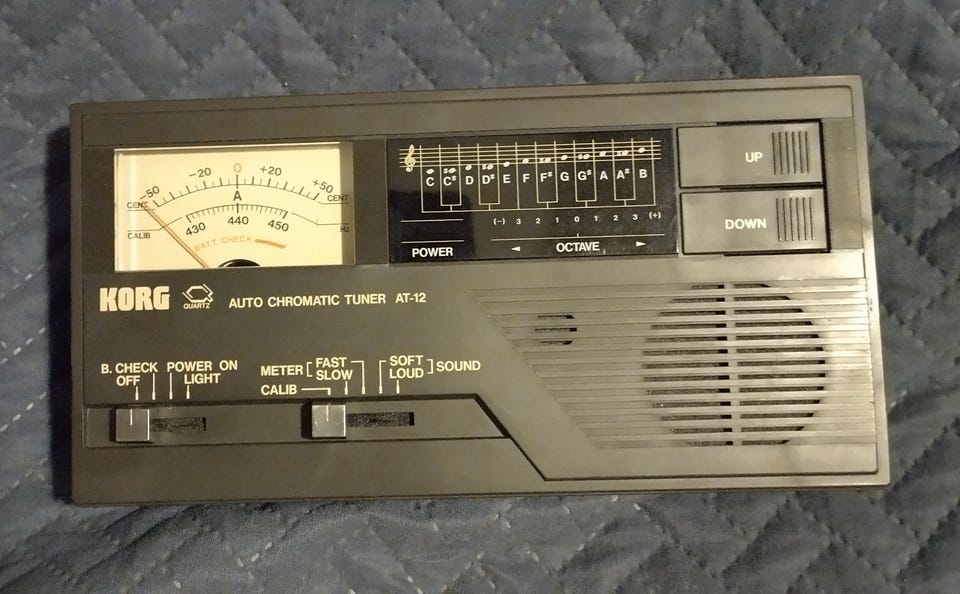 -50 -20 0 +20 +50
CENT CENT
A
CALIB 430 440 450 Hz
BATT CHECK
C C# D D# E F F# G G# A A# B
(−) 3 2 1 0 1 2 3 (+)
POWER ◄ OCTAVE ►
UP
DOWN
KORG QUARTZ AUTO CHROMATIC TUNER AT-12
B. CHECK POWER ON
OFF LIGHT
METER [ FAST SOFT ] SOUND
SLOW LOUD
CALIB